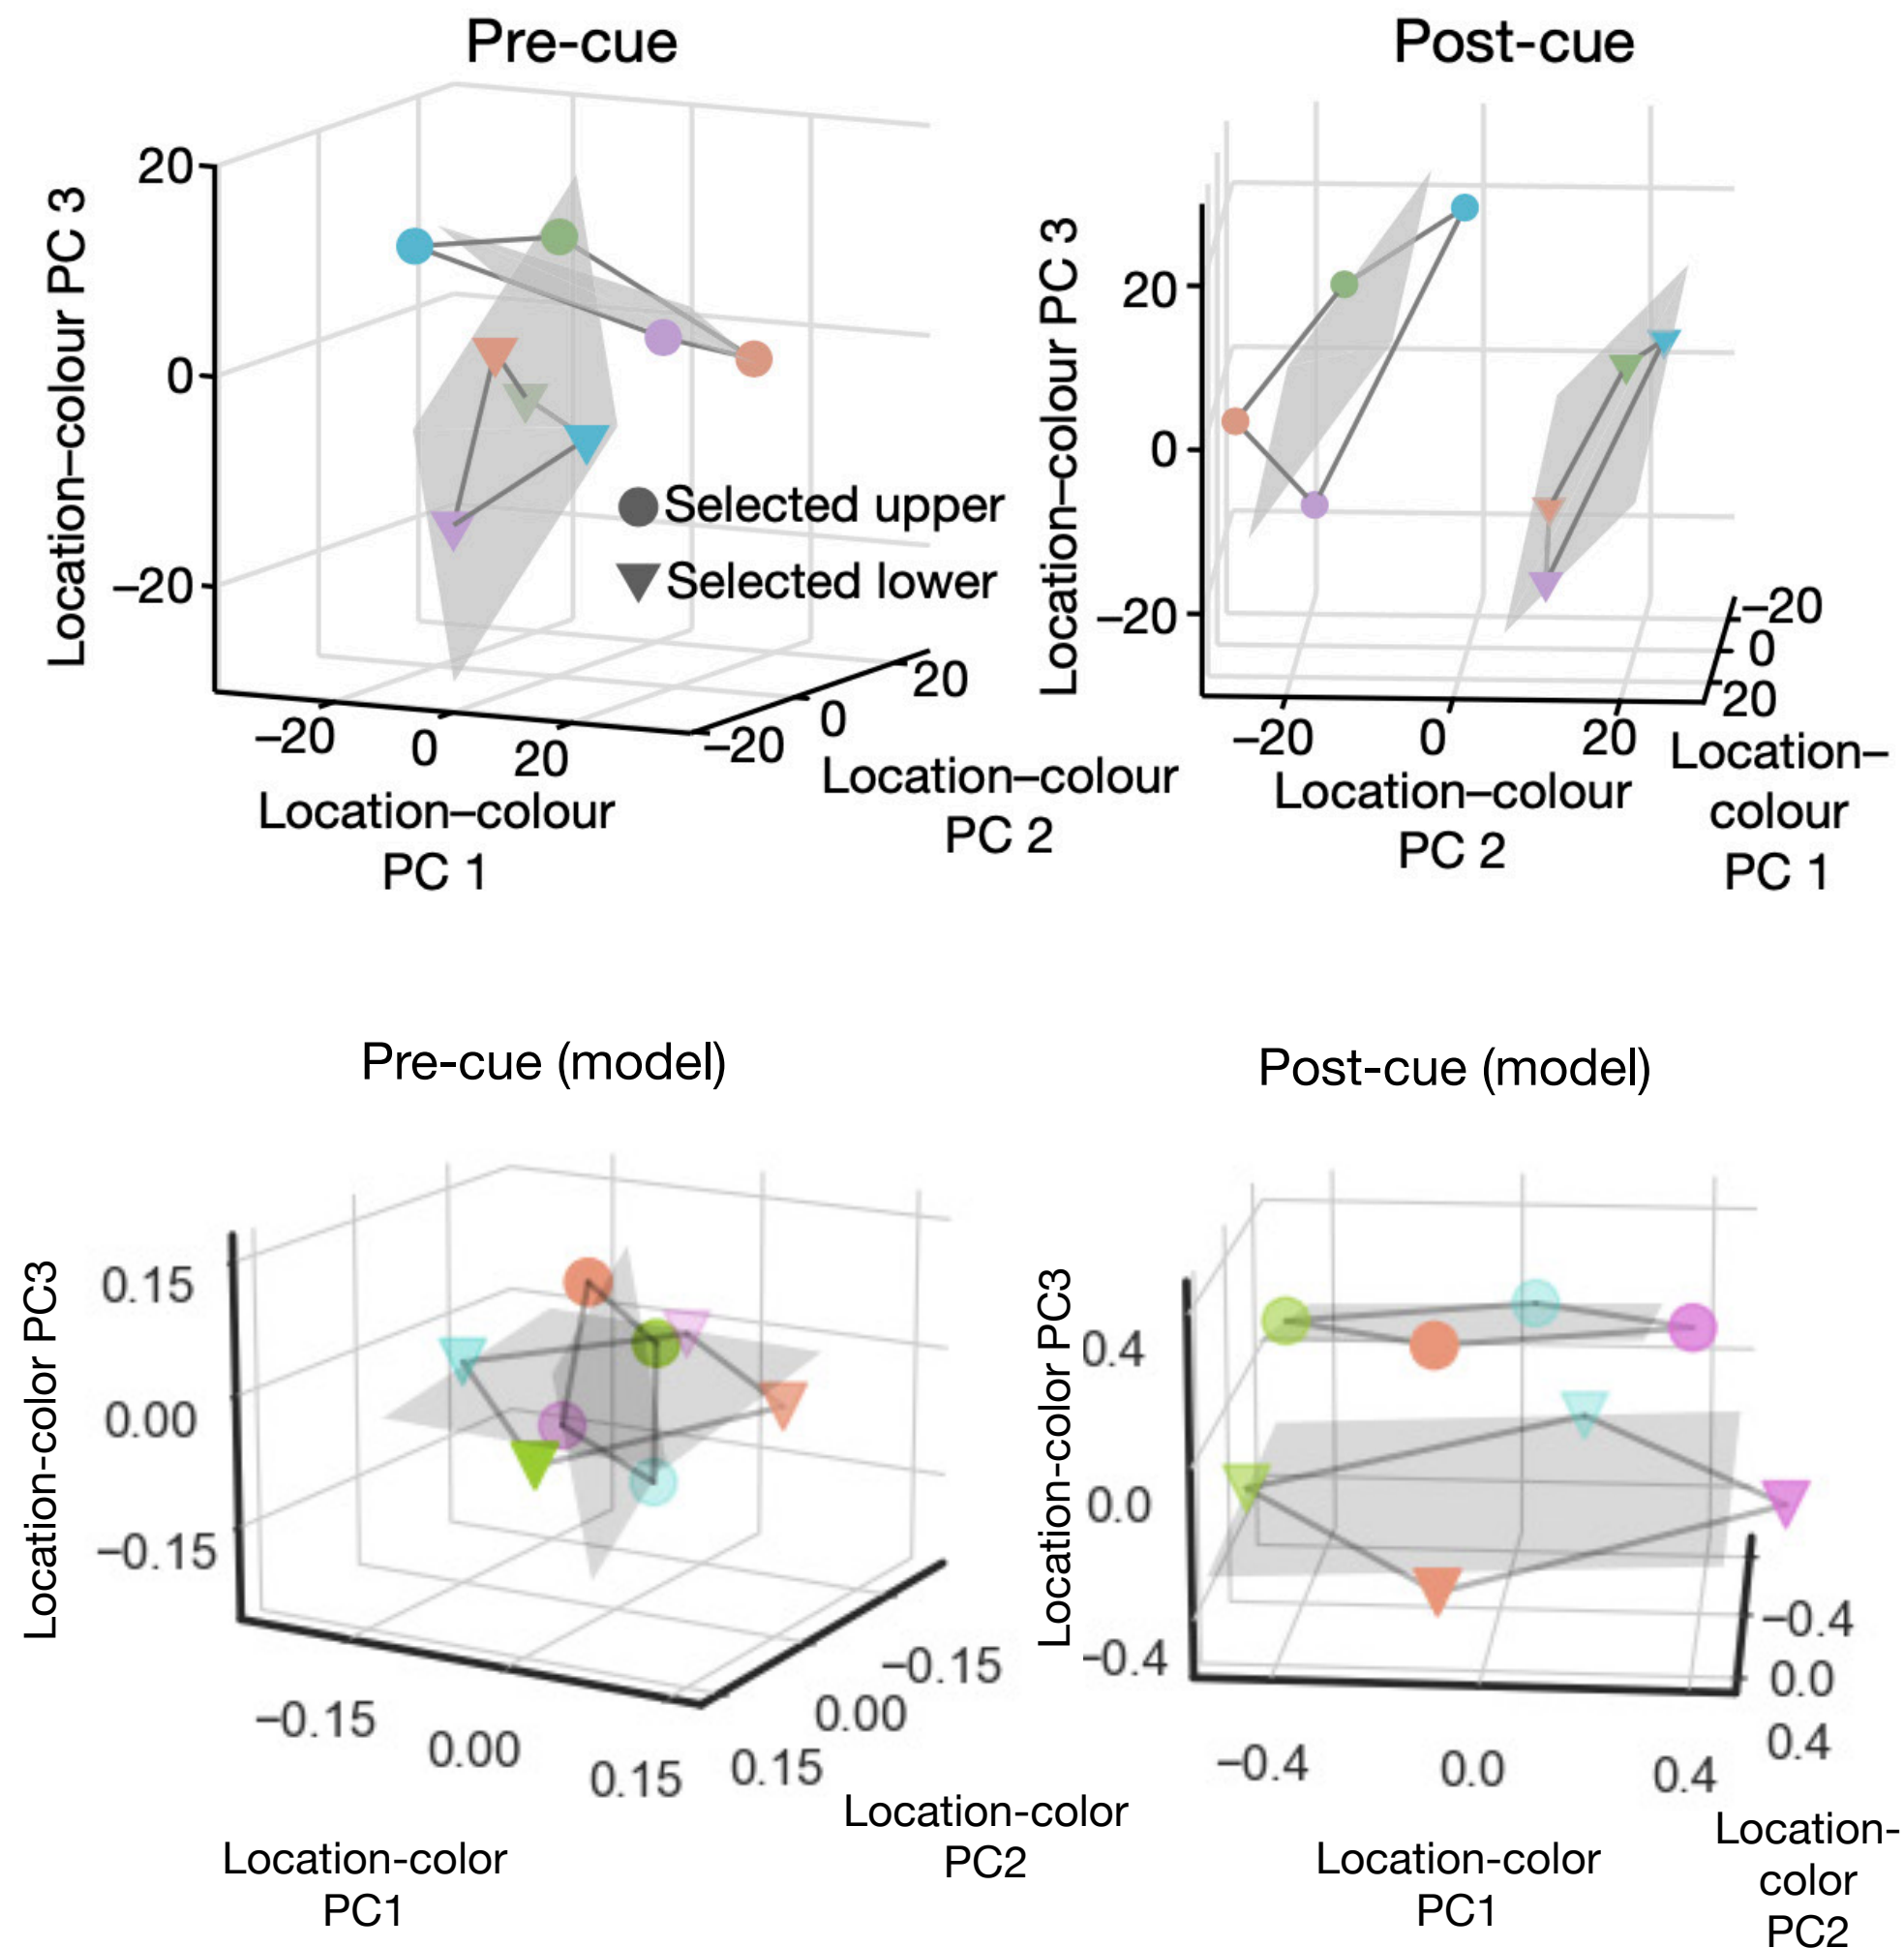 Pre-cue
Post-cue
Location–colour PC 3
20
0
–20
Selected upper
Selected lower
–20
0
20
–20
0
20
Location–colour
PC 1
Location–colour
PC 2
Location–colour PC 3
20
0
–20
–20
0
20
–20
0
20
Location–colour
PC 2
Location–
colour
PC 1
Pre-cue (model)
Post-cue (model)
Location-color PC3
0.15
0.00
–0.15
–0.15
0.00
0.15
0.15
0.00
–0.15
Location-color
PC1
Location-color
PC2
Location-color PC3
0.4
0.0
–0.4
–0.4
0.0
0.4
–0.4
0.0
0.4
Location-color
PC1
Location-
color
PC2